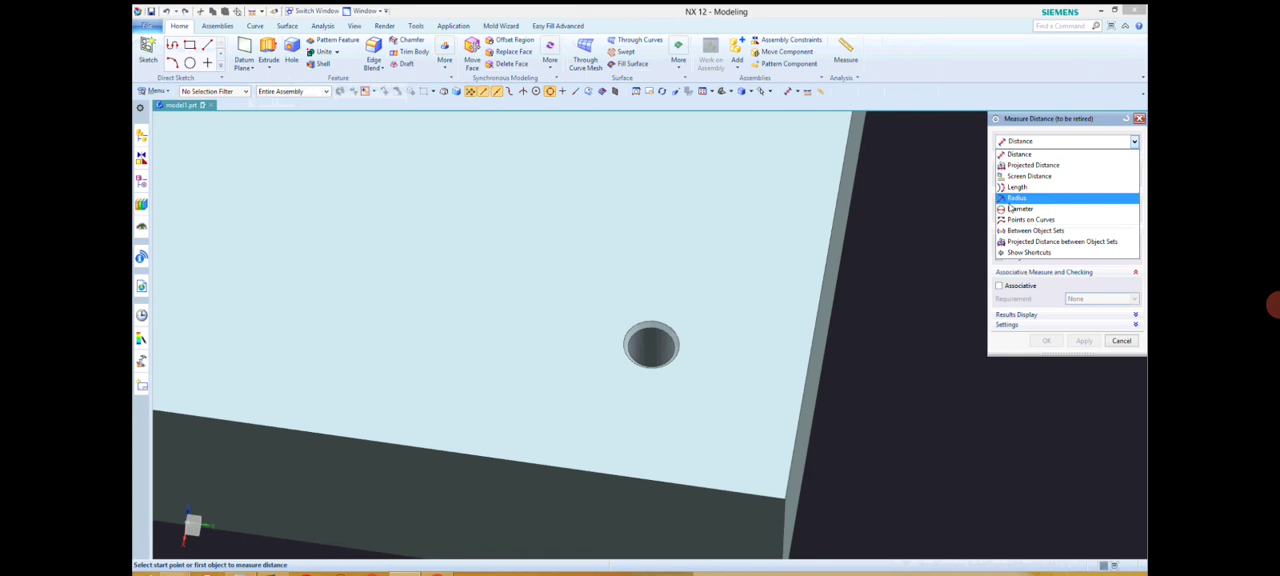 Switch Window Window NX 12 - Modeling SIEMENS
File Home Assemblies Curve Surface Analysis View Render Tools Application Mold Wizard Easy Fill Advanced Find a Command
Sketch
Direct Sketch
Datum Plane
Extrude
Hole
Pattern Feature
Unite
Shell
Edge Blend
Chamfer
Trim Body
Draft
More
Feature
Move Face
Offset Region
Replace Face
Delete Face
More
Synchronous Modeling
Through Curve Mesh
Through Curves
Swept
Fill Surface
More
Surface
Work on Assembly
Add
Assembly Constraints
Move Component
Pattern Component
Assemblies
Measure
Analysis
Menu No Selection Filter Entire Assembly
model1.prt
Measure Distance (to be retired)
Distance
Distance
Projected Distance
Screen Distance
Length
Radius
Diameter
Points on Curves
Between Object Sets
Projected Distance between Object Sets
Show Shortcuts
Associative Measure and Checking
Associative
Requirement None
Results Display
Settings
OK Apply Cancel
Select start point or first object to measure distance